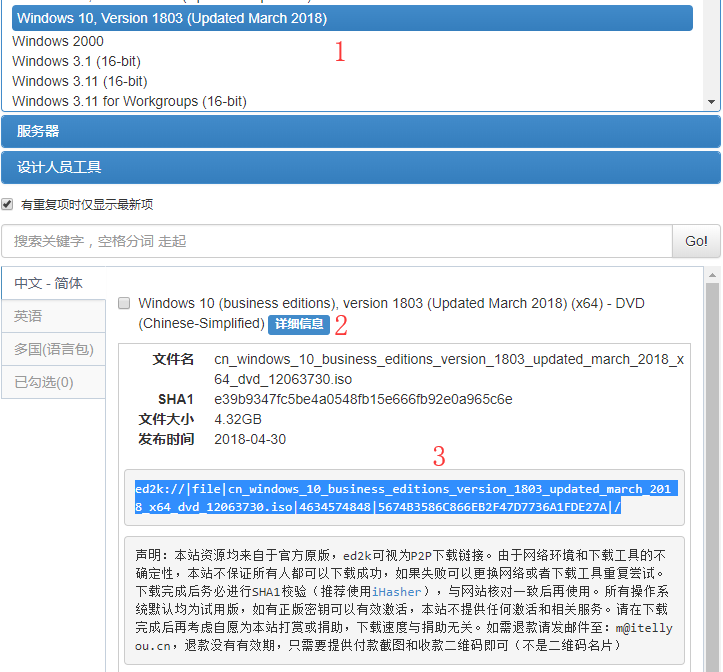 Windows 10, Version 1803 (Updated March 2018)
Windows 2000
1
Windows 3.1 (16-bit)
Windows 3.11 (16-bit)
Windows 3.11 for Workgroups (16-bit)
服务器
设计人员工具
有重复项时仅显示最新项
搜索关键字，空格分词 走起
Go!
中文 - 简体
英语
多国(语言包)
已勾选(0)
Windows 10 (business editions), version 1803 (Updated March 2018) (x64) - DVD
(Chinese-Simplified) 详细信息 2
文件名 cn_windows_10_business_editions_version_1803_updated_march_2018_x
64_dvd_12063730.iso
SHA1 e39b9347fc5be4a0548fb15e666fb92e0a965c6e
文件大小 4.32GB
发布时间 2018-04-30
3
ed2k://|file|cn_windows_10_business_editions_version_1803_updated_march_201
8_x64_dvd_12063730.iso|4634574848|5674B3586C866EB2F47D7736A1FDE27A|/
声明：本站资源均来自于官方原版，ed2k可视为P2P下载链接。由于网络环境和下载工具的不
确定性，本站不保证所有人都可以下载成功，如果失败可以更换网络或者下载工具重复尝试。
下载完成后务必进行SHA1校验（推荐使用iHasher），与网站核对一致后再使用。所有操作系
统默认均为试用版，如有正版密钥可以有效激活，本站不提供任何激活和相关服务。请在下载
完成后再考虑自愿为本站打赏或捐助，下载速度与捐助无关。如需退款请发邮件至：m@itelly
ou.cn，退款没有有效期，只需要提供付款截图和收款二维码即可（不是二维码名片）